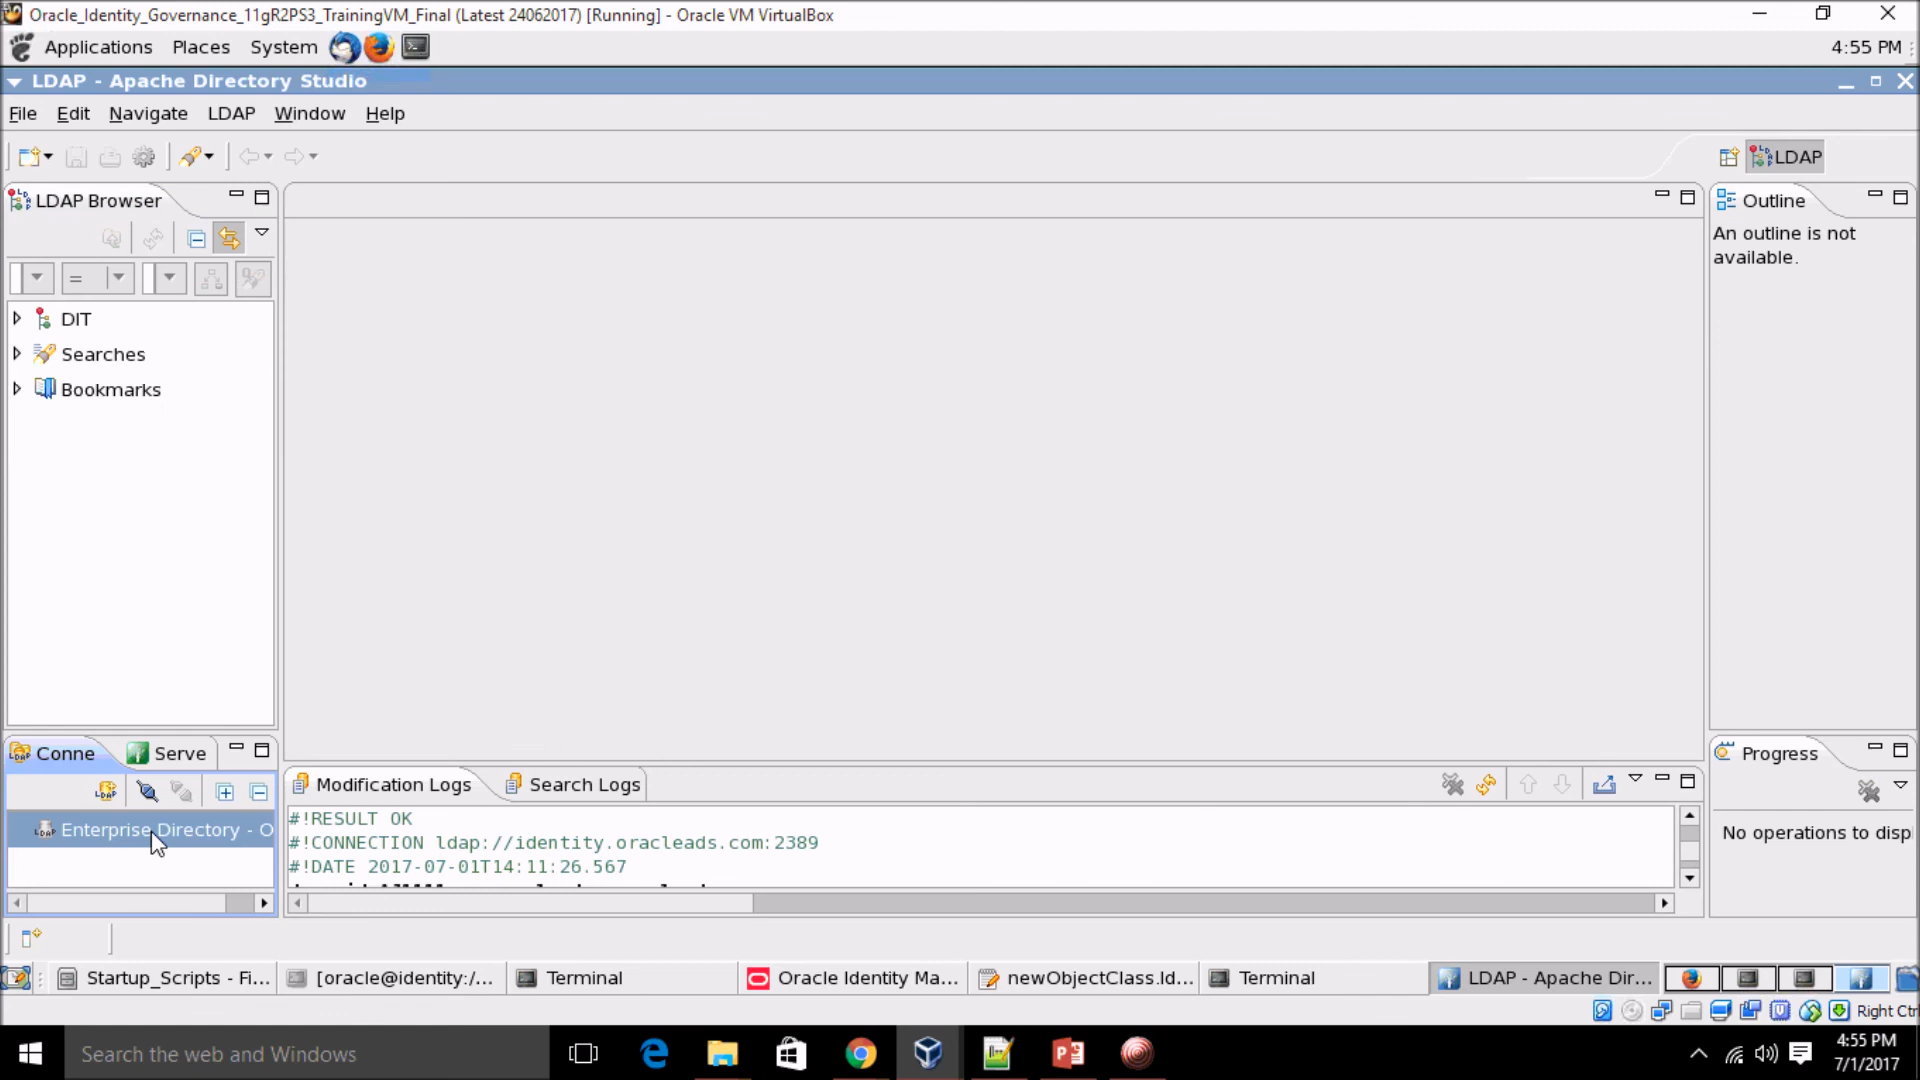 Oracle_Identity_Governance_11gR2PS3_TrainingVM_Final (Latest 24062017) [Running] - Oracle VM VirtualBox
Applications Places System
4:55 PM
LDAP - Apache Directory Studio
File Edit Navigate LDAP Window Help
LDAP
LDAP Browser
Outline
An outline is not
available.
=
DIT
Searches
Bookmarks
Conne
Serve
Modification Logs
Search Logs
Progress
Enterprise Directory - O
#!RESULT OK
#!CONNECTION ldap://identity.oracleads.com:2389
#!DATE 2017-07-01T14:11:26.567
No operations to displ
Startup_Scripts - Fi...
[oracle@identity:/...
Terminal
Oracle Identity Ma...
newObjectClass.ld...
Terminal
LDAP - Apache Dir...
Right Ctrl
Search the web and Windows
4:55 PM
7/1/2017